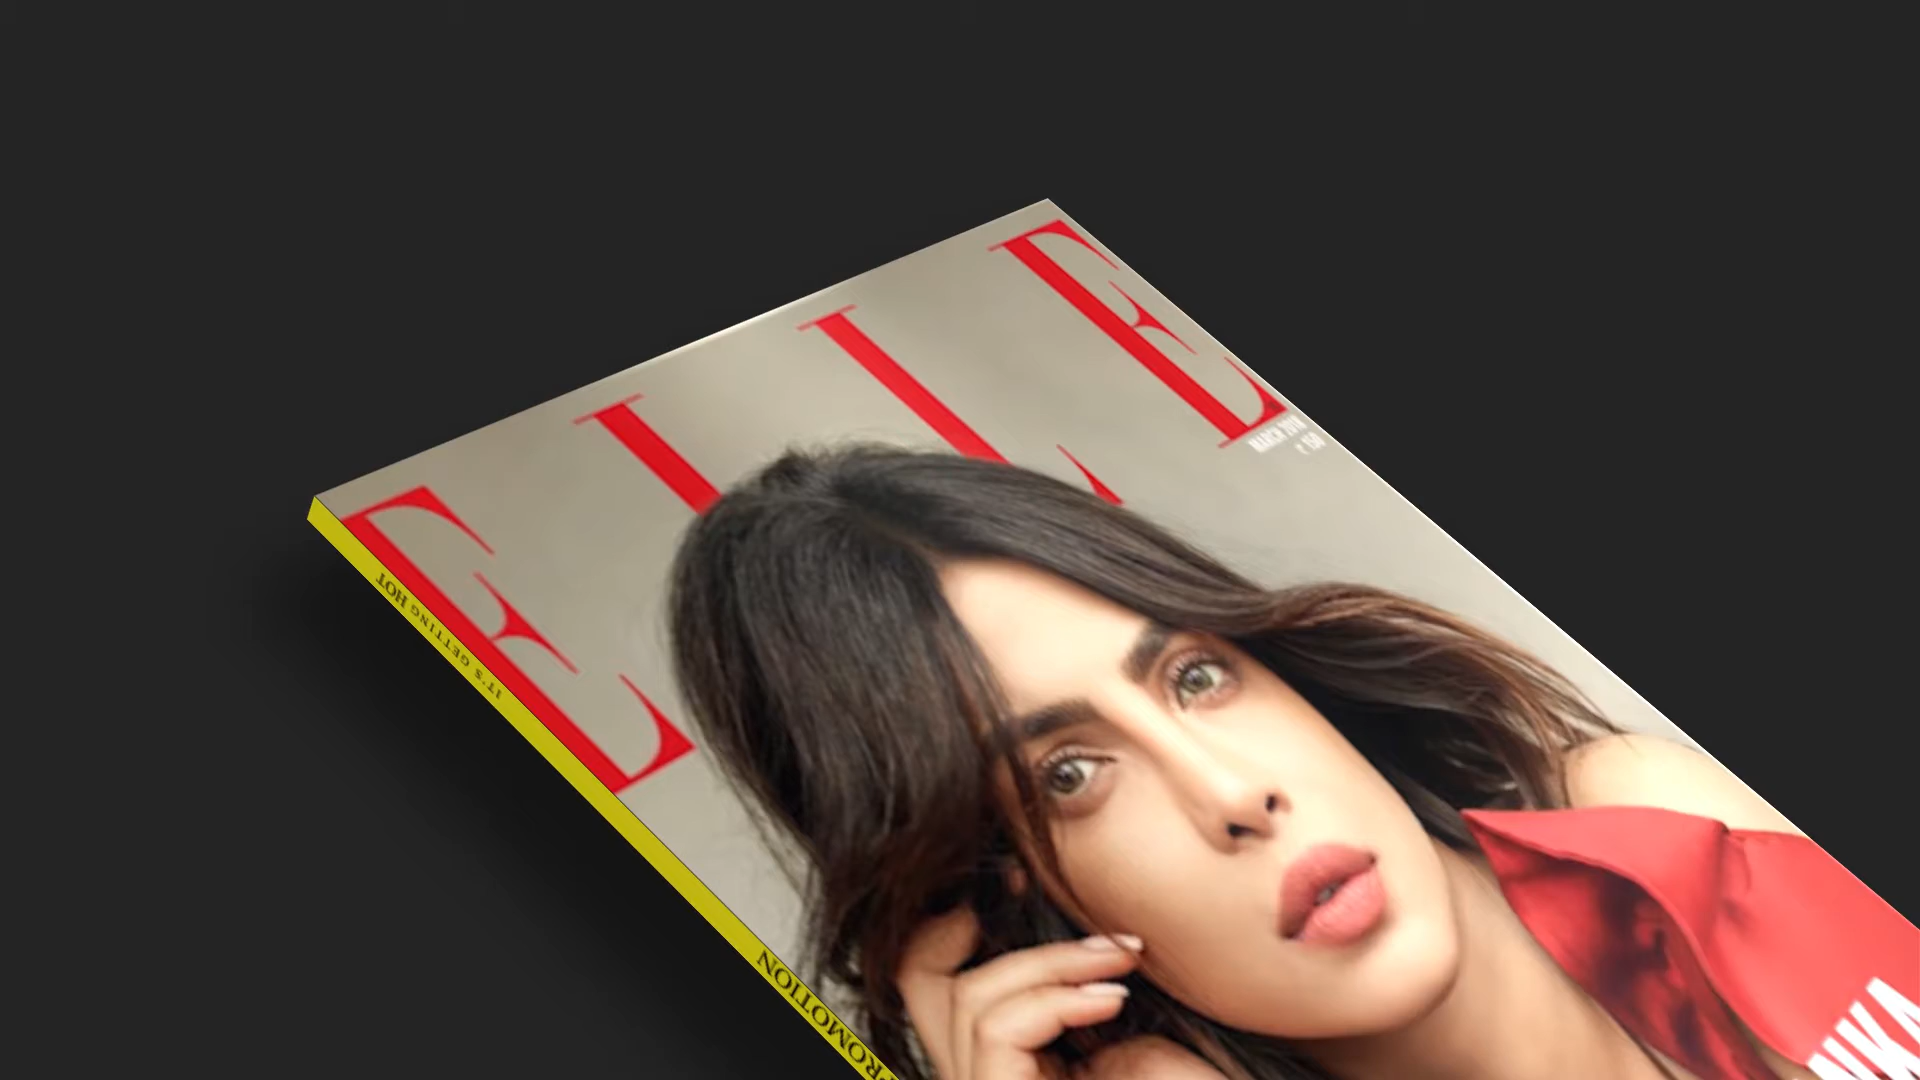 ELLE
MARCH 2018
₹ 150
NKA
IT'S GETTING HOT
PROMOTION